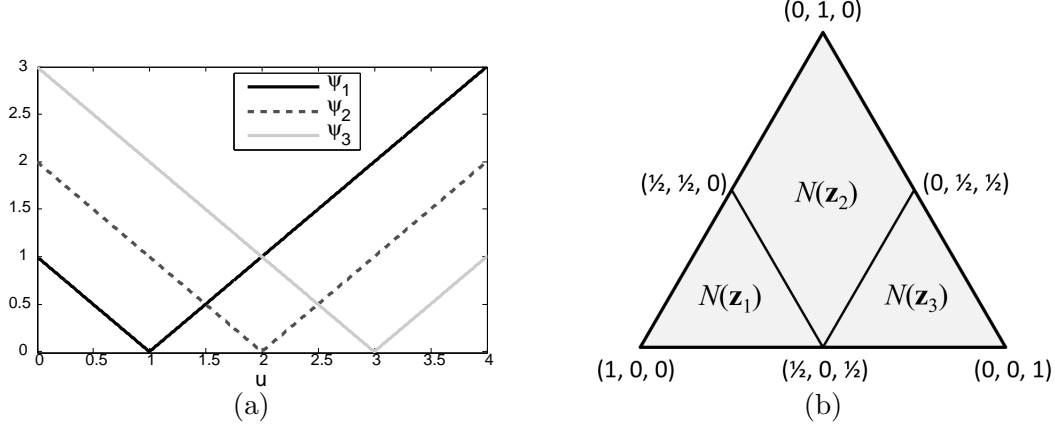 3
2.5
2
1.5
1
0.5
0
0 0.5 1 1.5 2 2.5 3 3.5 4
u
ψ1
ψ2
ψ3
(a)
(0, 1, 0)
(½, ½, 0)
(0, ½, ½)
N(z2)
N(z1)
N(z3)
(1, 0, 0)
(½, 0, ½)
(0, 0, 1)
(b)